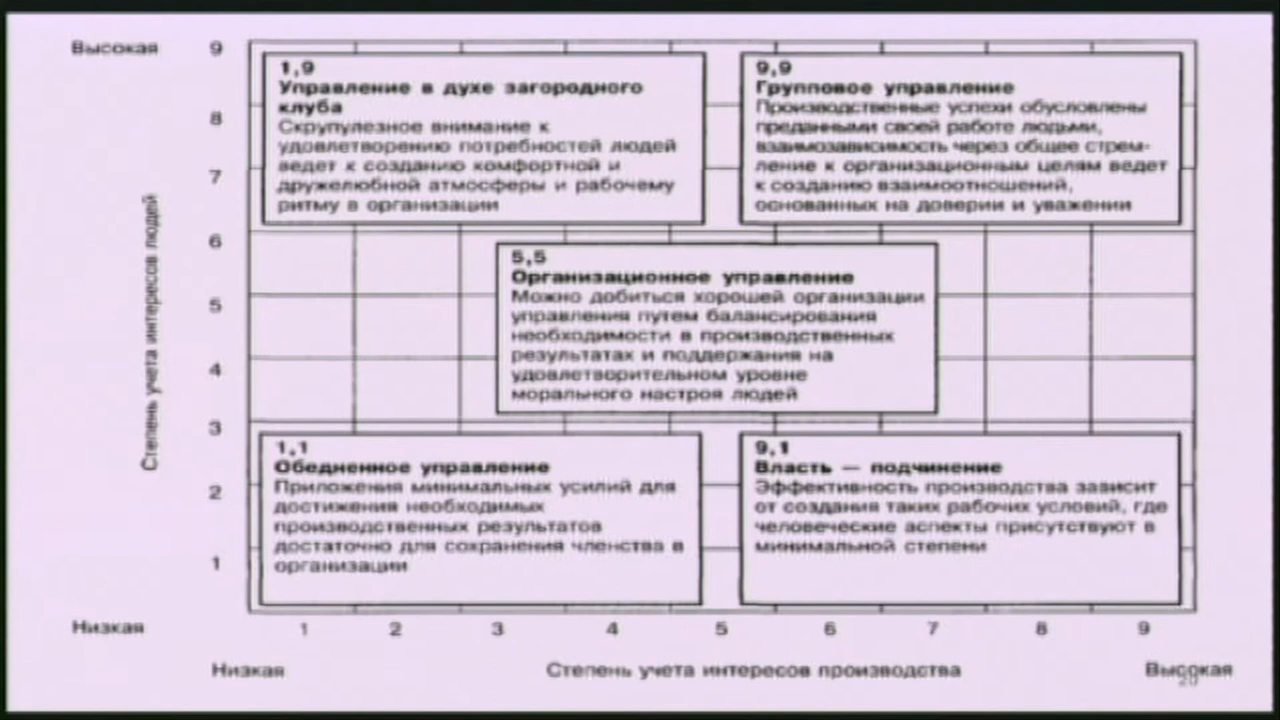 Высокая
9
8
7
6
5
4
3
2
1
Низкая
Степень учета интересов людей
1,9
Управление в духе загородного
клуба
Скрупулезное внимание к
удовлетворению потребностей людей
ведет к созданию комфортной и
дружелюбной атмосферы и рабочему
ритму в организации
9,9
Групповое управление
Производственные успехи обусловлены
преданными своей работе людьми,
взаимозависимость через общее стрем-
ление к организационным целям ведет
к созданию взаимоотношений,
основанных на доверии и уважении
5,5
Организационное управление
Можно добиться хорошей организации
управления путем балансирования
необходимости в производственных
результатах и поддержания на
удовлетворительном уровне
морального настроя людей
1,1
Обедненное управление
Приложения минимальных усилий для
достижения необходимых
производственных результатов
достаточно для сохранения членства в
организации
9,1
Власть — подчинение
Эффективность производства зависит
от создания таких рабочих условий, где
человеческие аспекты присутствуют в
минимальной степени
1 2 3 4 5 6 7 8 9
Низкая Степень учета интересов производства Высокая
20